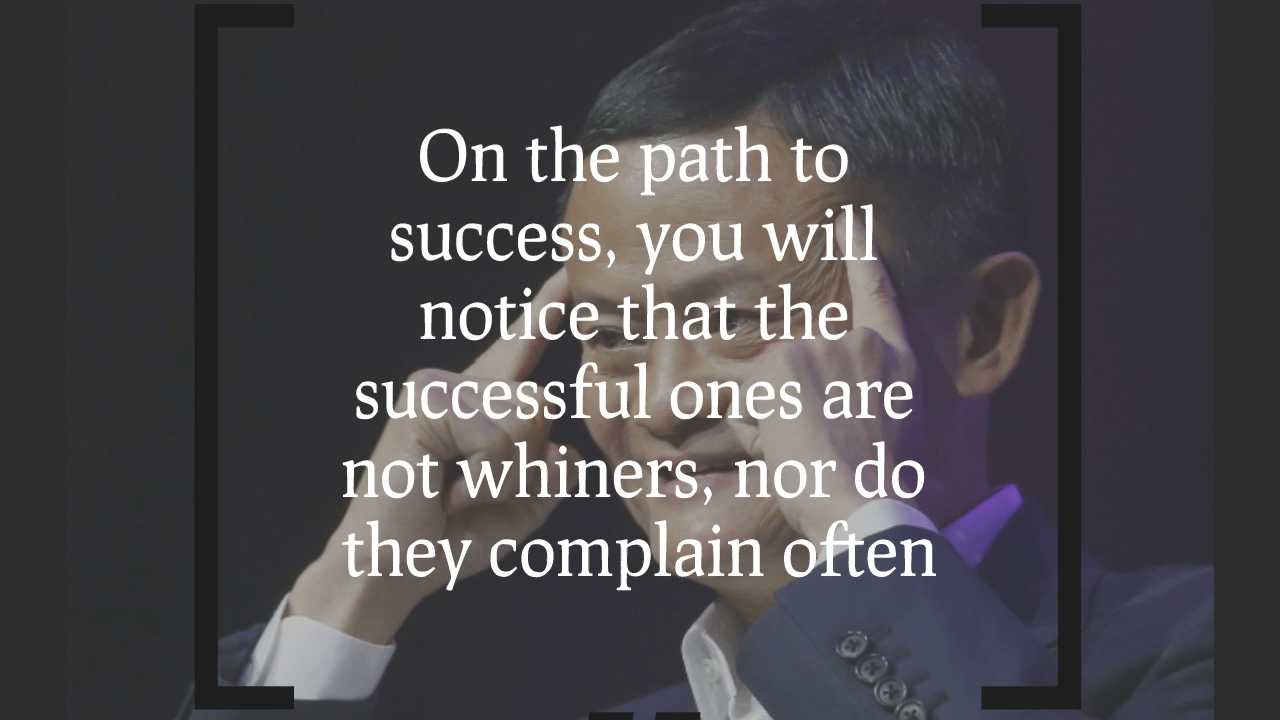 On the path to
success, you will
notice that the
successful ones are
not whiners, nor do
they complain often